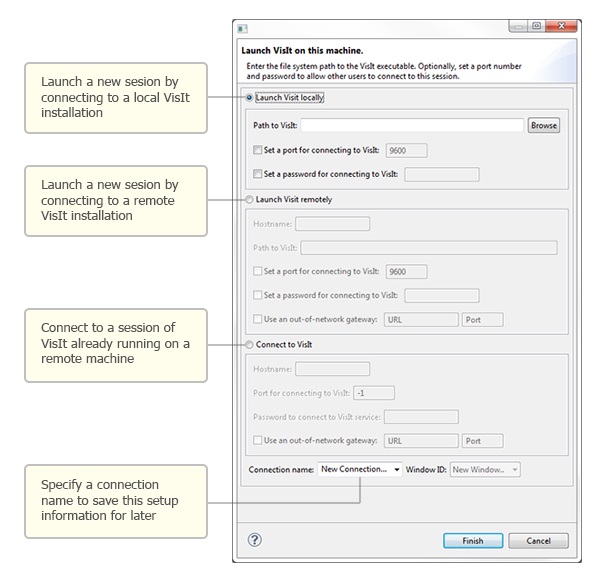 Launch VisIt on this machine.
Enter the file system path to the VisIt executable. Optionally, set a port number
and password to allow other users to connect to this session.
Launch a new sesion by
connecting to a local VisIt
installation
Launch Visit locally
Path to VisIt:
Browse
Set a port for connecting to VisIt: 9600
Set a password for connecting to VisIt:
Launch a new sesion by
connecting to a remote
VisIt installation
Launch Visit remotely
Hostname:
Path to VisIt:
Set a port for connecting to VisIt: 9600
Set a password for connecting to VisIt:
Use an out-of-network gateway: URL Port
Connect to a session of
VisIt already running on a
remote machine
Connect to VisIt
Hostname:
Port for connecting to VisIt: -1
Password to connect to VisIt service:
Use an out-of-network gateway: URL Port
Connection name: New Connection... Window ID: New Window...
Specify a connection
name to save this setup
information for later
? Finish Cancel